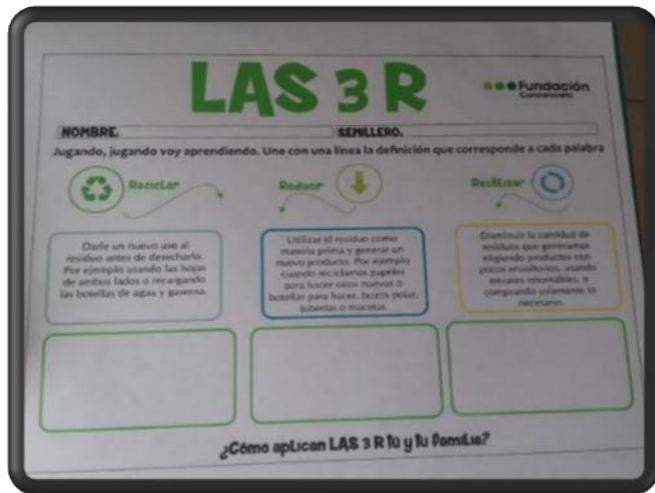 LAS 3 R
Fundación
Conconcreto
NOMBRE. SEMILLERO.
Jugando, jugando voy aprendiendo. Une con una línea la definición que corresponde a cada palabra
Reciclar
Reducir
Reutilizar
Darle un nuevo uso al
residuo antes de desecharlo.
Por ejemplo usando las hojas
de ambos lados o recargando
las botellas de agua y gaseosa.
Utilizar el residuo como
materia prima y generar un
nuevo producto. Por ejemplo
cuando reciclamos papeles
para hacer otros nuevos o
botellas para hacer, buzos polar,
tuberías o macetas.
Disminuir la cantidad de
residuos que generamos
eligiendo productos con
pocos envoltorios, usando
envases retornables, o
comprando solamente lo
necesario.
¿Cómo aplican LAS 3 R tú y tu familia?